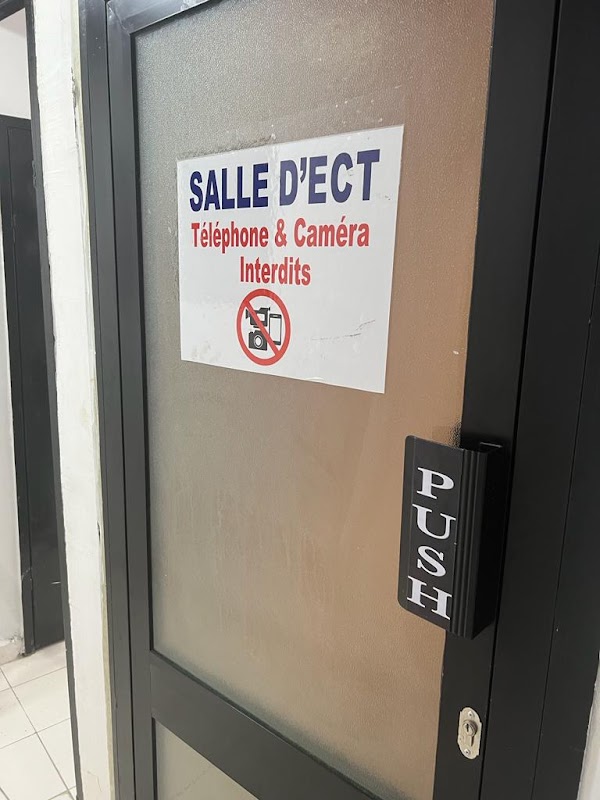 SALLE D'ECT
Téléphone & Caméra
Interdits
PUSH